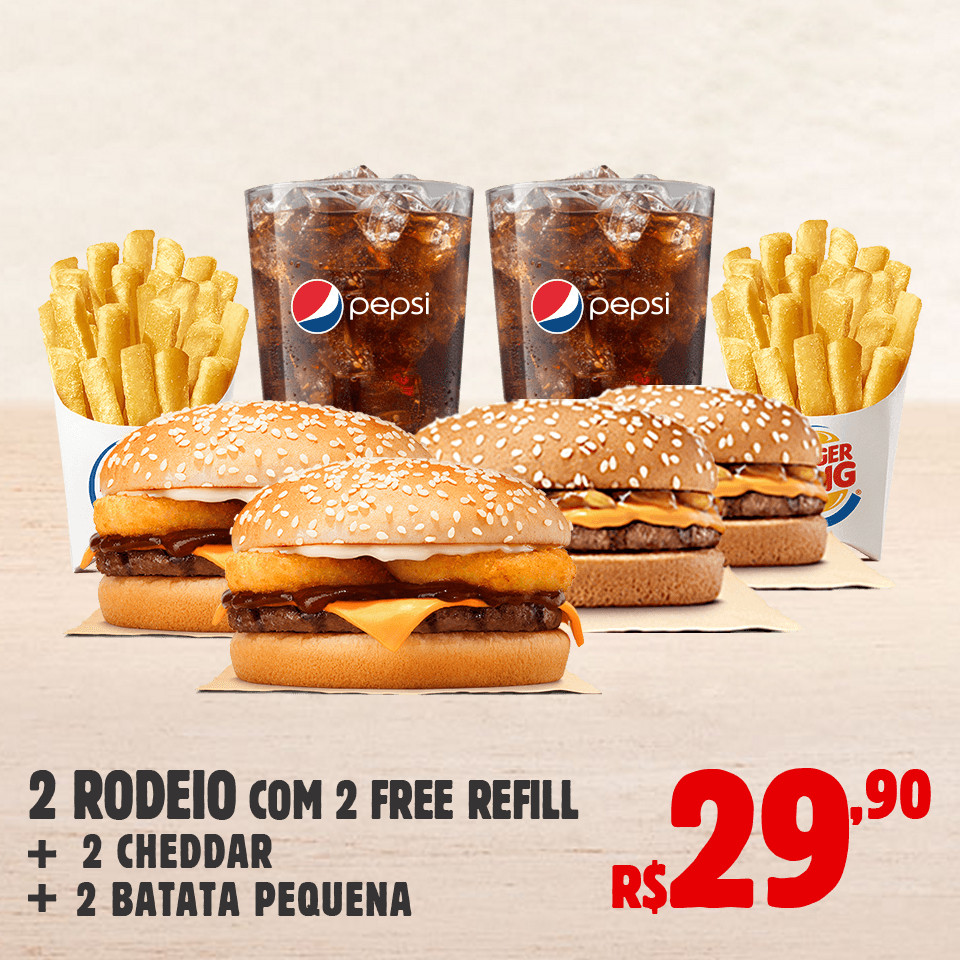 pepsi
pepsi
2 RODEIO COM 2 FREE REFILL
+ 2 CHEDDAR
+ 2 BATATA PEQUENA
R$29,90